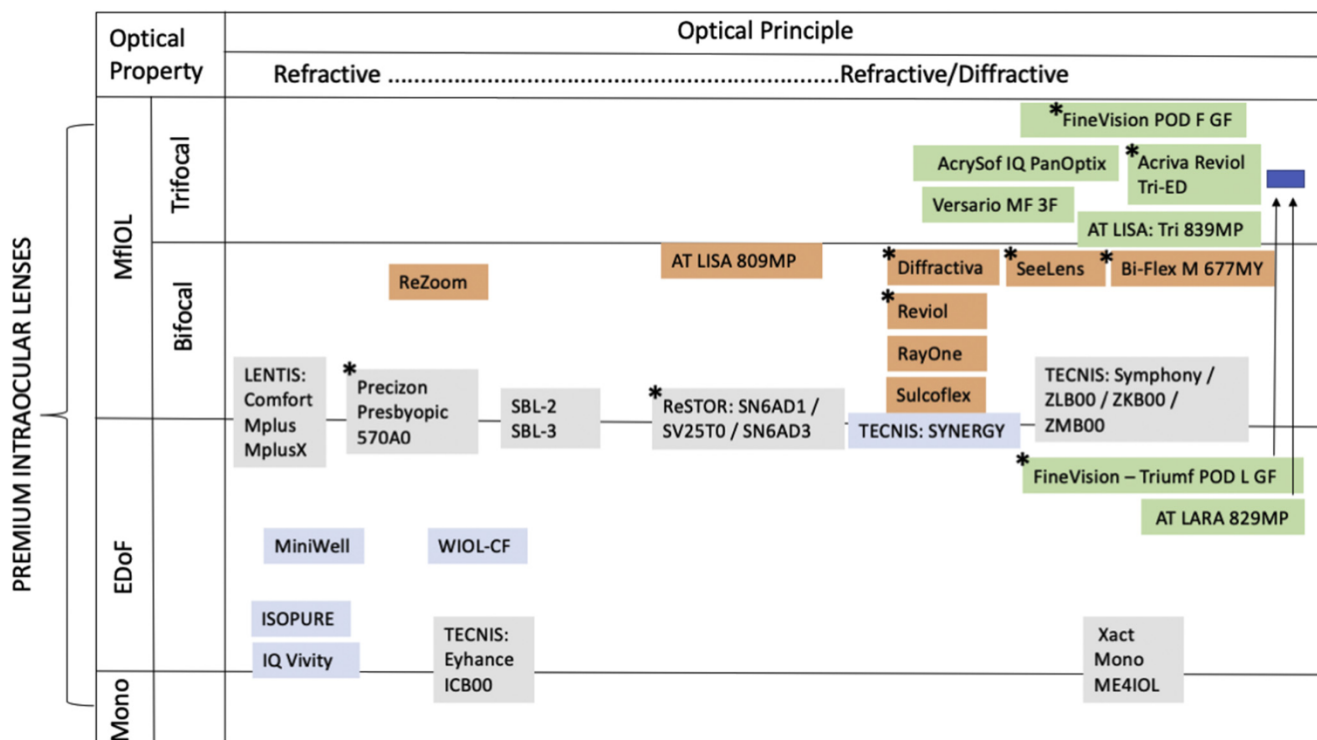 Optical
Property
Optical Principle
Refractive ......................................................................Refractive/Diffractive
PREMIUM INTRAOCULAR LENSES
MfIOL
Trifocal
*FineVision POD F GF
AcrySof IQ PanOptix
*Acriva Reviol
Tri-ED
Versario MF 3F
AT LISA: Tri 839MP
Bifocal
AT LISA 809MP
*Diffractiva
*SeeLens
*Bi-Flex M 677MY
ReZoom
*Reviol
RayOne
Sulcoflex
LENTIS:
Comfort
Mplus
MplusX
*Precizon
Presbyopic
570A0
SBL-2
SBL-3
*ReSTOR: SN6AD1 /
SV25T0 / SN6AD3
TECNIS: SYNERGY
TECNIS: Symphony /
ZLB00 / ZKB00 /
ZMB00
EDoF
*FineVision – Triumf POD L GF
AT LARA 829MP
MiniWell
WIOL-CF
ISOPURE
IQ Vivity
TECNIS:
Eyhance
ICB00
Xact
Mono
ME4IOL
Mono